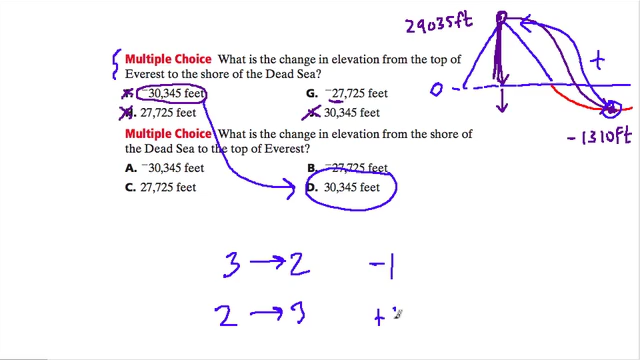 29035ft
Multiple Choice What is the change in elevation from the top of
Everest to the shore of the Dead Sea?
⁻30,345 feet
G. ⁻27,725 feet
27,725 feet
30,345 feet
+
0
-1310ft
Multiple Choice What is the change in elevation from the shore of
the Dead Sea to the top of Everest?
A. ⁻30,345 feet
B. ⁻27,725 feet
C. 27,725 feet
D. 30,345 feet
3 → 2 -1
2 → 3 +